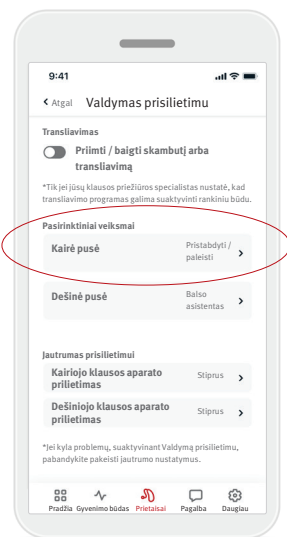 9:41
Atgal Valdymas prisilietimu
Transliavimas
Priimti / baigti skambutį arba
transliavimą
*Tik jei jūsų klausos priežiūros specialistas nustatė, kad
transliavimo programas galima suaktyvinti rankiniu būdu.
Pasirinktiniai veiksmai
Kairė pusė
Pristabdyti /
paleisti
Dešinė pusė
Balso
asistentas
Jautrumas prisilietimui
Kairiojo klausos aparato
prilietimas
Stiprus
Dešiniojo klausos aparato
prilietimas
Stiprus
*Jei kyla problemų, suaktyvinant Valdymą prisilietimu,
pabandykite pakeisti jautrumo nustatymus.
Pradžia Gyvenimo būdas Prietaisai Pagalba Daugiau